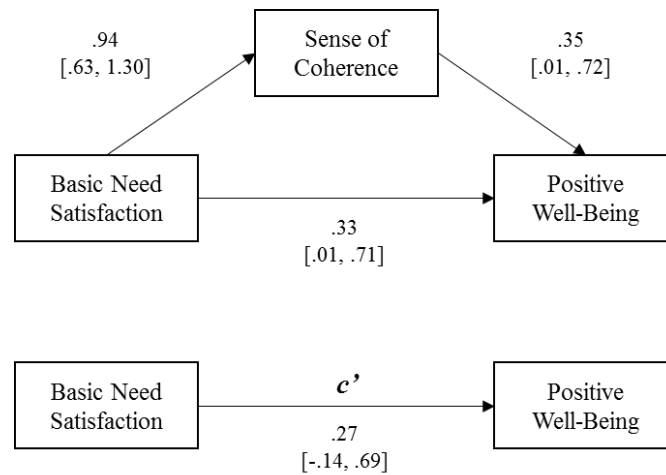 .94
[.63, 1.30]
Sense of
Coherence
.35
[.01, .72]
Basic Need
Satisfaction
Positive
Well-Being
.33
[.01, .71]
Basic Need
Satisfaction
c’
Positive
Well-Being
.27
[-.14, .69]